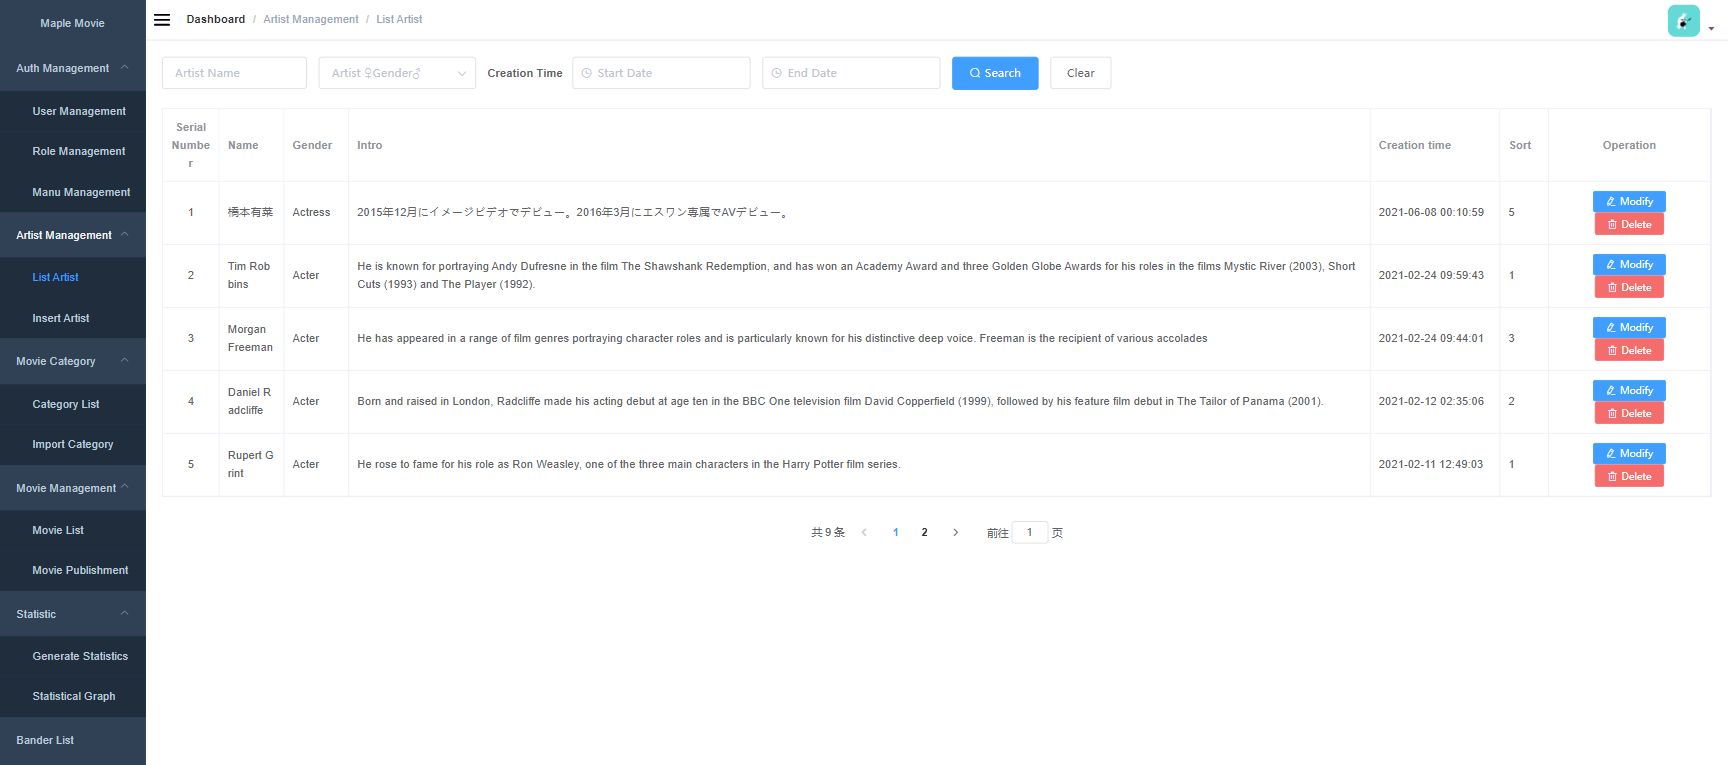 Maple Movie
Dashboard / Artist Management / List Artist
Auth Management
User Management
Role Management
Manu Management
Artist Management
List Artist
Insert Artist
Movie Category
Category List
Import Category
Movie Management
Movie List
Movie Publishment
Statistic
Generate Statistics
Statistical Graph
Bander List
Artist Name
Artist ♀Gender♂
Creation Time
Start Date
End Date
Search
Clear
Serial
Numbe
r
Name
Gender
Intro
Creation time
Sort
Operation
1
橋本有菜
Actress
2015年12月にイメージビデオでデビュー。2016年3月にエスワン専属でAVデビュー。
2021-06-08 00:10:59
5
Modify
Delete
2
Tim Rob
bins
Acter
He is known for portraying Andy Dufresne in the film The Shawshank Redemption, and has won an Academy Award and three Golden Globe Awards for his roles in the films Mystic River (2003), Short
Cuts (1993) and The Player (1992).
2021-02-24 09:59:43
1
Modify
Delete
3
Morgan
Freeman
Acter
He has appeared in a range of film genres portraying character roles and is particularly known for his distinctive deep voice. Freeman is the recipient of various accolades
2021-02-24 09:44:01
3
Modify
Delete
4
Daniel R
adcliffe
Acter
Born and raised in London, Radcliffe made his acting debut at age ten in the BBC One television film David Copperfield (1999), followed by his feature film debut in The Tailor of Panama (2001).
2021-02-12 02:35:06
2
Modify
Delete
5
Rupert G
rint
Acter
He rose to fame for his role as Ron Weasley, one of the three main characters in the Harry Potter film series.
2021-02-11 12:49:03
1
Modify
Delete
共 9 条
1
2
前往 1 页